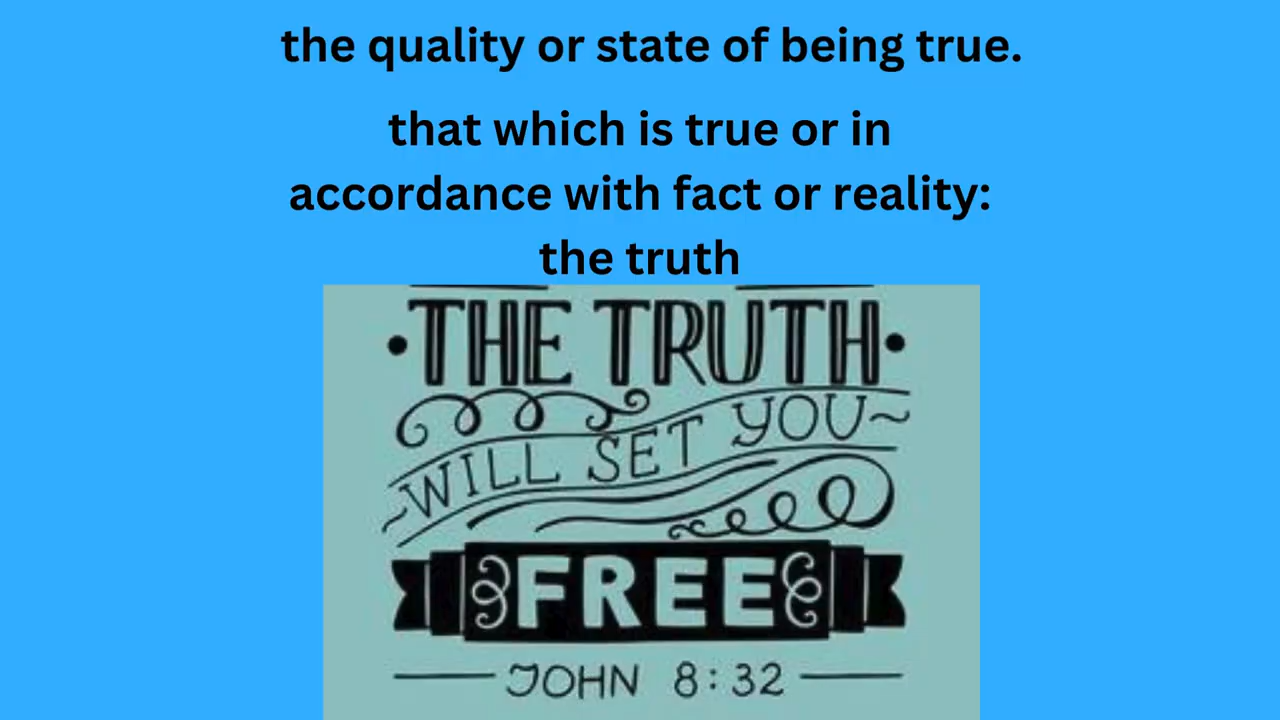 the quality or state of being true.
that which is true or in
accordance with fact or reality:
the truth
•THE TRUTH•
~WILL SET YOU~
FREE
JOHN 8:32